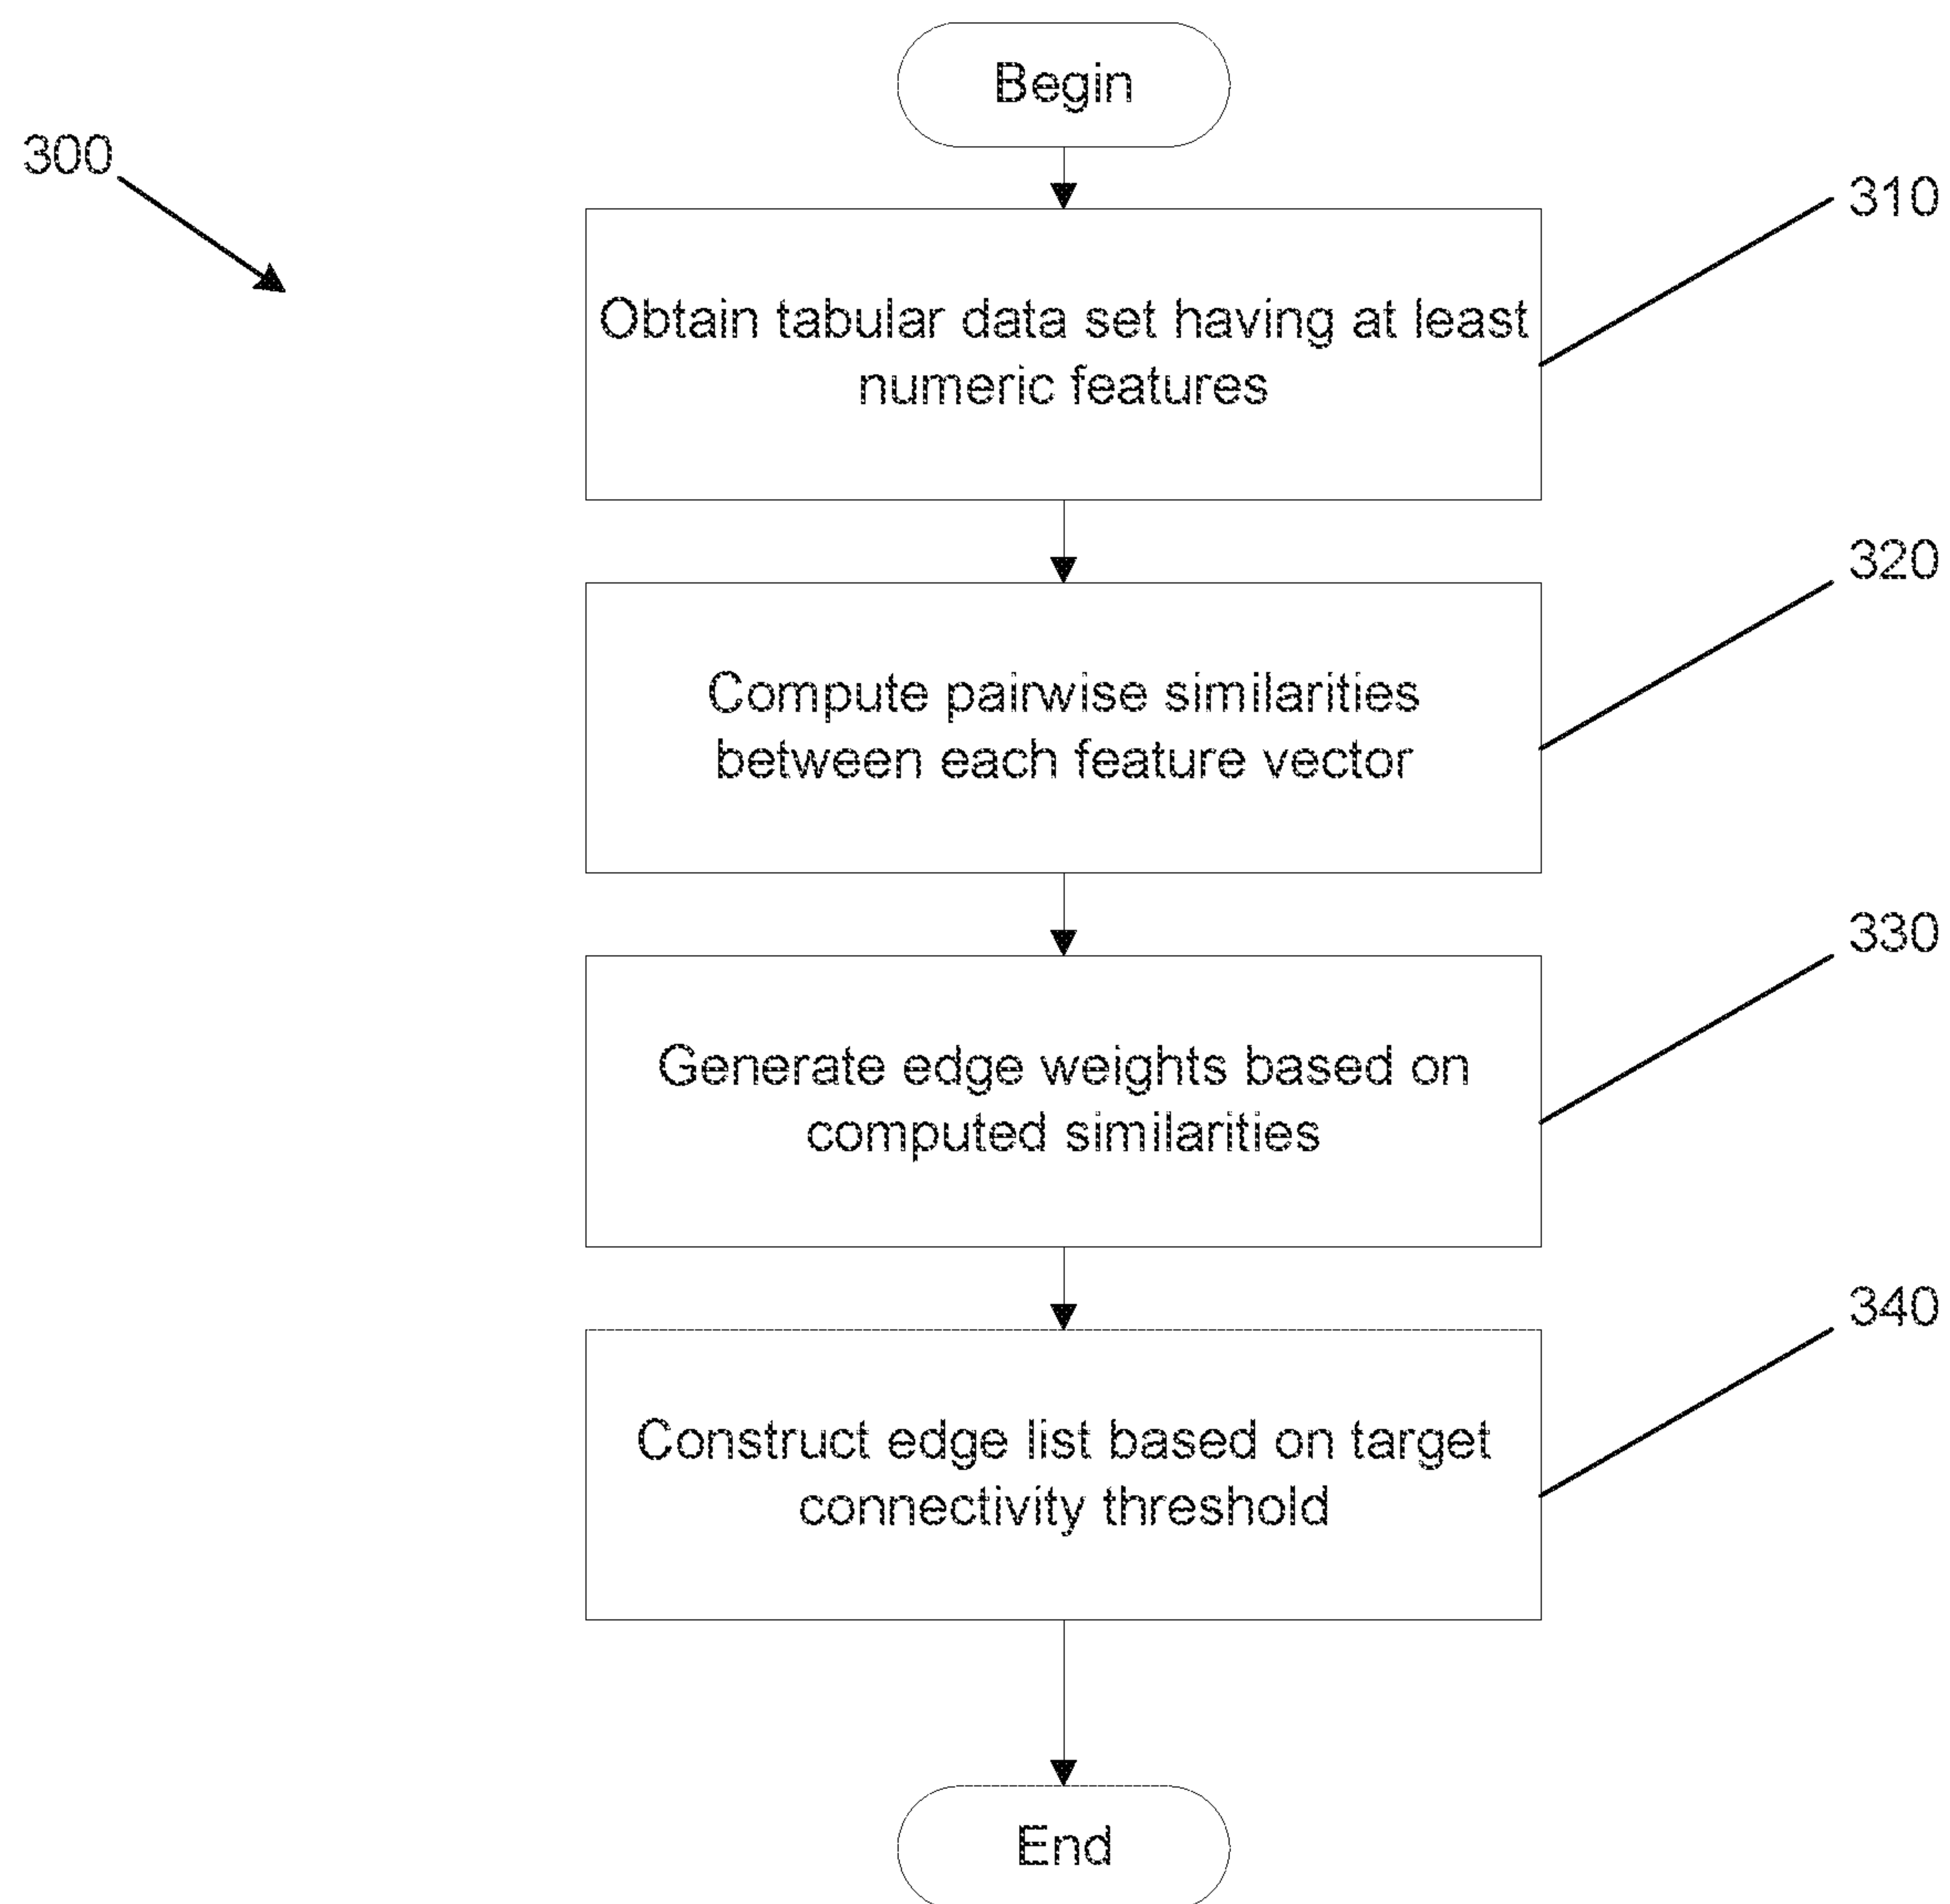 Begin
300
310
Obtain tabular data set having at least
numeric features
320
Compute pairwise similarities
between each feature vector
330
Generate edge weights based on
computed similarities
340
Construct edge list based on target
connectivity threshold
End